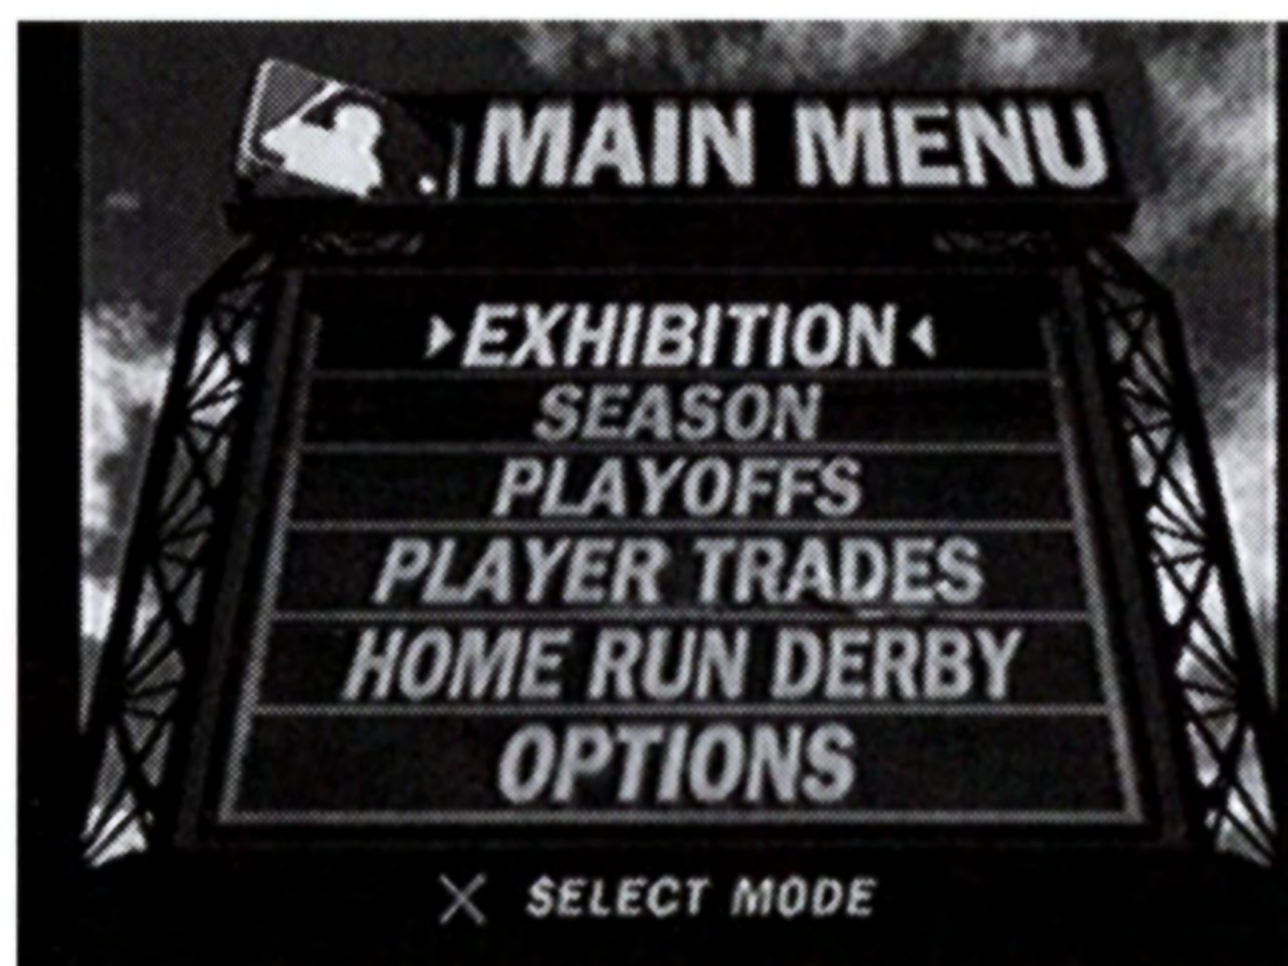 MAIN MENU
EXHIBITION
SEASON
PLAYOFFS
PLAYER TRADES
HOME RUN DERBY
OPTIONS
X SELECT MODE